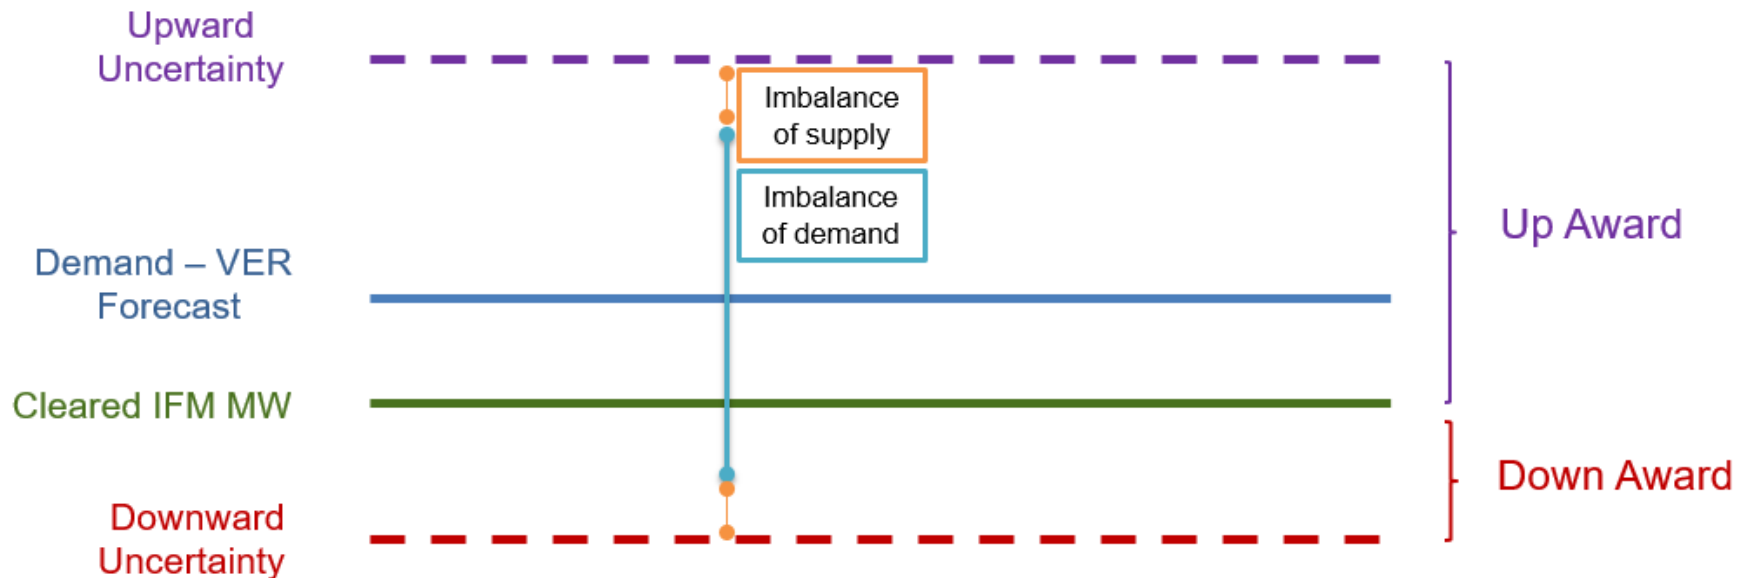 Upward
Uncertainty
Imbalance
of supply
Imbalance
of demand
Up Award
Demand – VER
Forecast
Cleared IFM MW
Down Award
Downward
Uncertainty